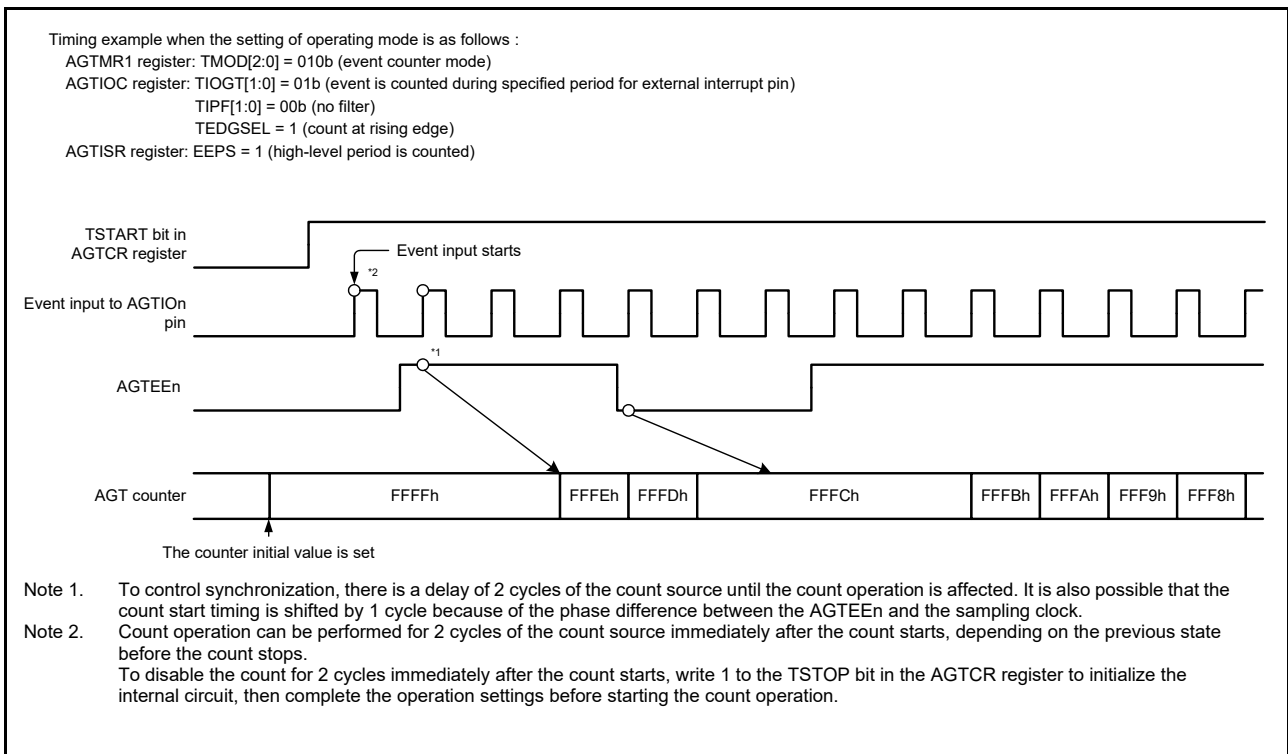 Timing example when the setting of operating mode is as follows :
AGTMR1 register: TMOD[2:0] = 010b (event counter mode)
AGTIOC register: TIOGT[1:0] = 01b (event is counted during specified period for external interrupt pin)
TIPF[1:0] = 00b (no filter)
TEDGSEL = 1 (count at rising edge)
AGTISR register: EEPS = 1 (high-level period is counted)
TSTART bit in
AGTCR register
Event input starts
*2
Event input to AGTIOn
pin
*1
AGTEEn
AGT counter
FFFFh
FFFEh
FFFDh
FFFCh
FFFBh
FFFAh
FFF9h
FFF8h
The counter initial value is set
Note 1. To control synchronization, there is a delay of 2 cycles of the count source until the count operation is affected. It is also possible that the
count start timing is shifted by 1 cycle because of the phase difference between the AGTEEn and the sampling clock.
Note 2. Count operation can be performed for 2 cycles of the count source immediately after the count starts, depending on the previous state
before the count stops.
To disable the count for 2 cycles immediately after the count starts, write 1 to the TSTOP bit in the AGTCR register to initialize the
internal circuit, then complete the operation settings before starting the count operation.